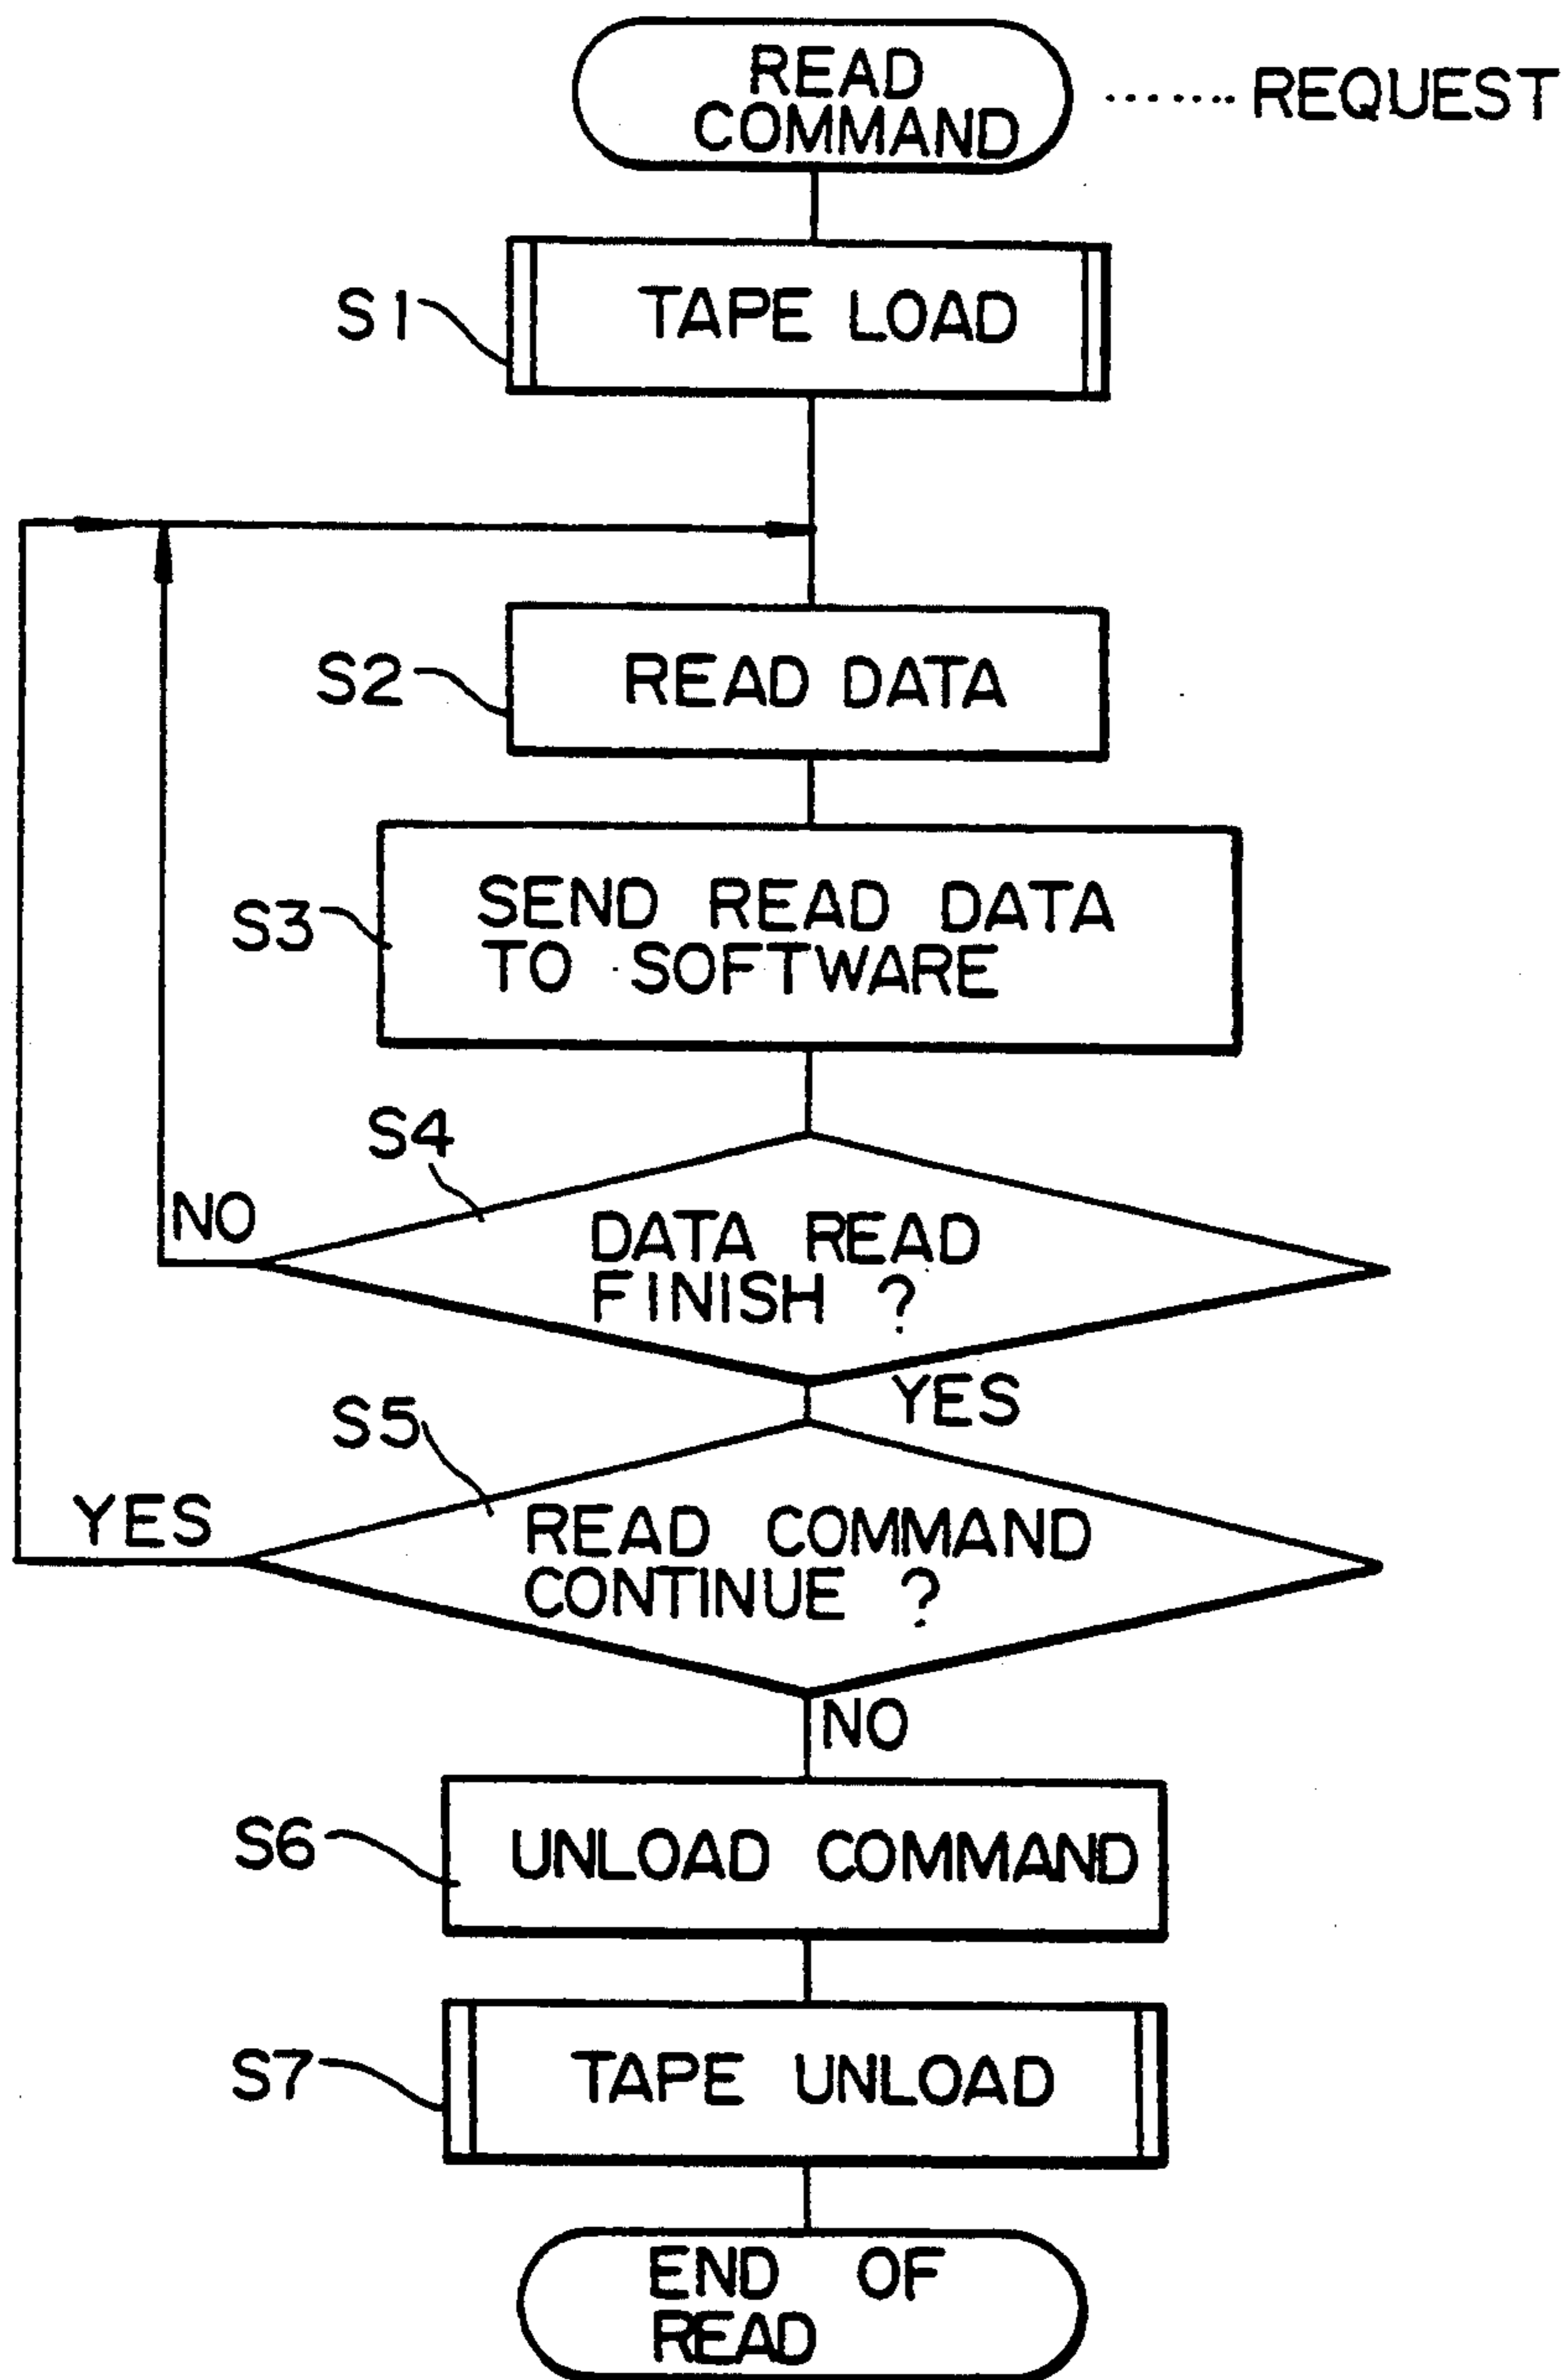 READ
COMMAND
....... REQUEST
S1
TAPE LOAD
S2
READ DATA
S3
SEND READ DATA
TO SOFTWARE
S4
NO
DATA READ
FINISH ?
YES
S5
YES
READ COMMAND
CONTINUE ?
NO
S6
UNLOAD COMMAND
S7
TAPE UNLOAD
END OF
READ